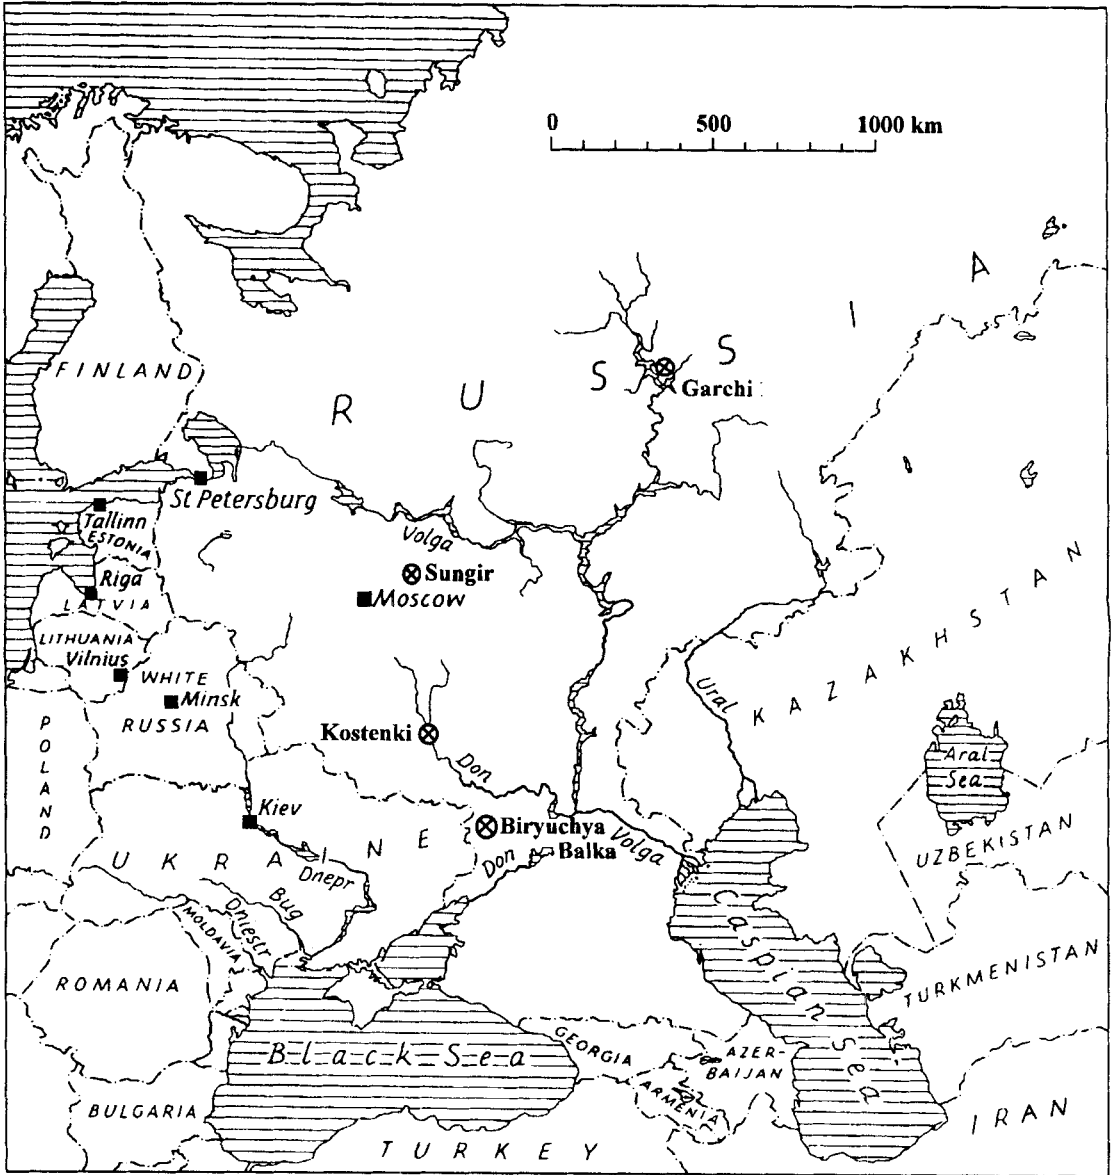 0 500 1000 km
R U S S I A
FINLAND
Garchi
St Petersburg
Tallinn
ESTONIA
Volga
Sungir
Riga
LATVIA
Moscow
LITHUANIA
Vilnius
WHITE
Minsk
RUSSIA
POLAND
Ural
KAZAKHSTAN
Kostenki
Don
Aral
Sea
Kiev
Biryuchya
Balka
Volga
UKRAINE
Dnepr
Don
UZBEKISTAN
Bug
Dniestr
MOLDAVIA
Caspian Sea
ROMANIA
TURKMENISTAN
Black Sea
GEORGIA
AZER-
BAIJAN
ARMENIA
BULGARIA
IRAN
TURKEY